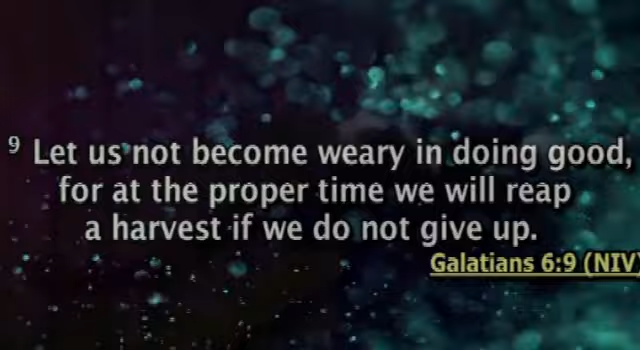 9 Let us not become weary in doing good,
for at the proper time we will reap
a harvest if we do not give up.
Galatians 6:9 (NIV)